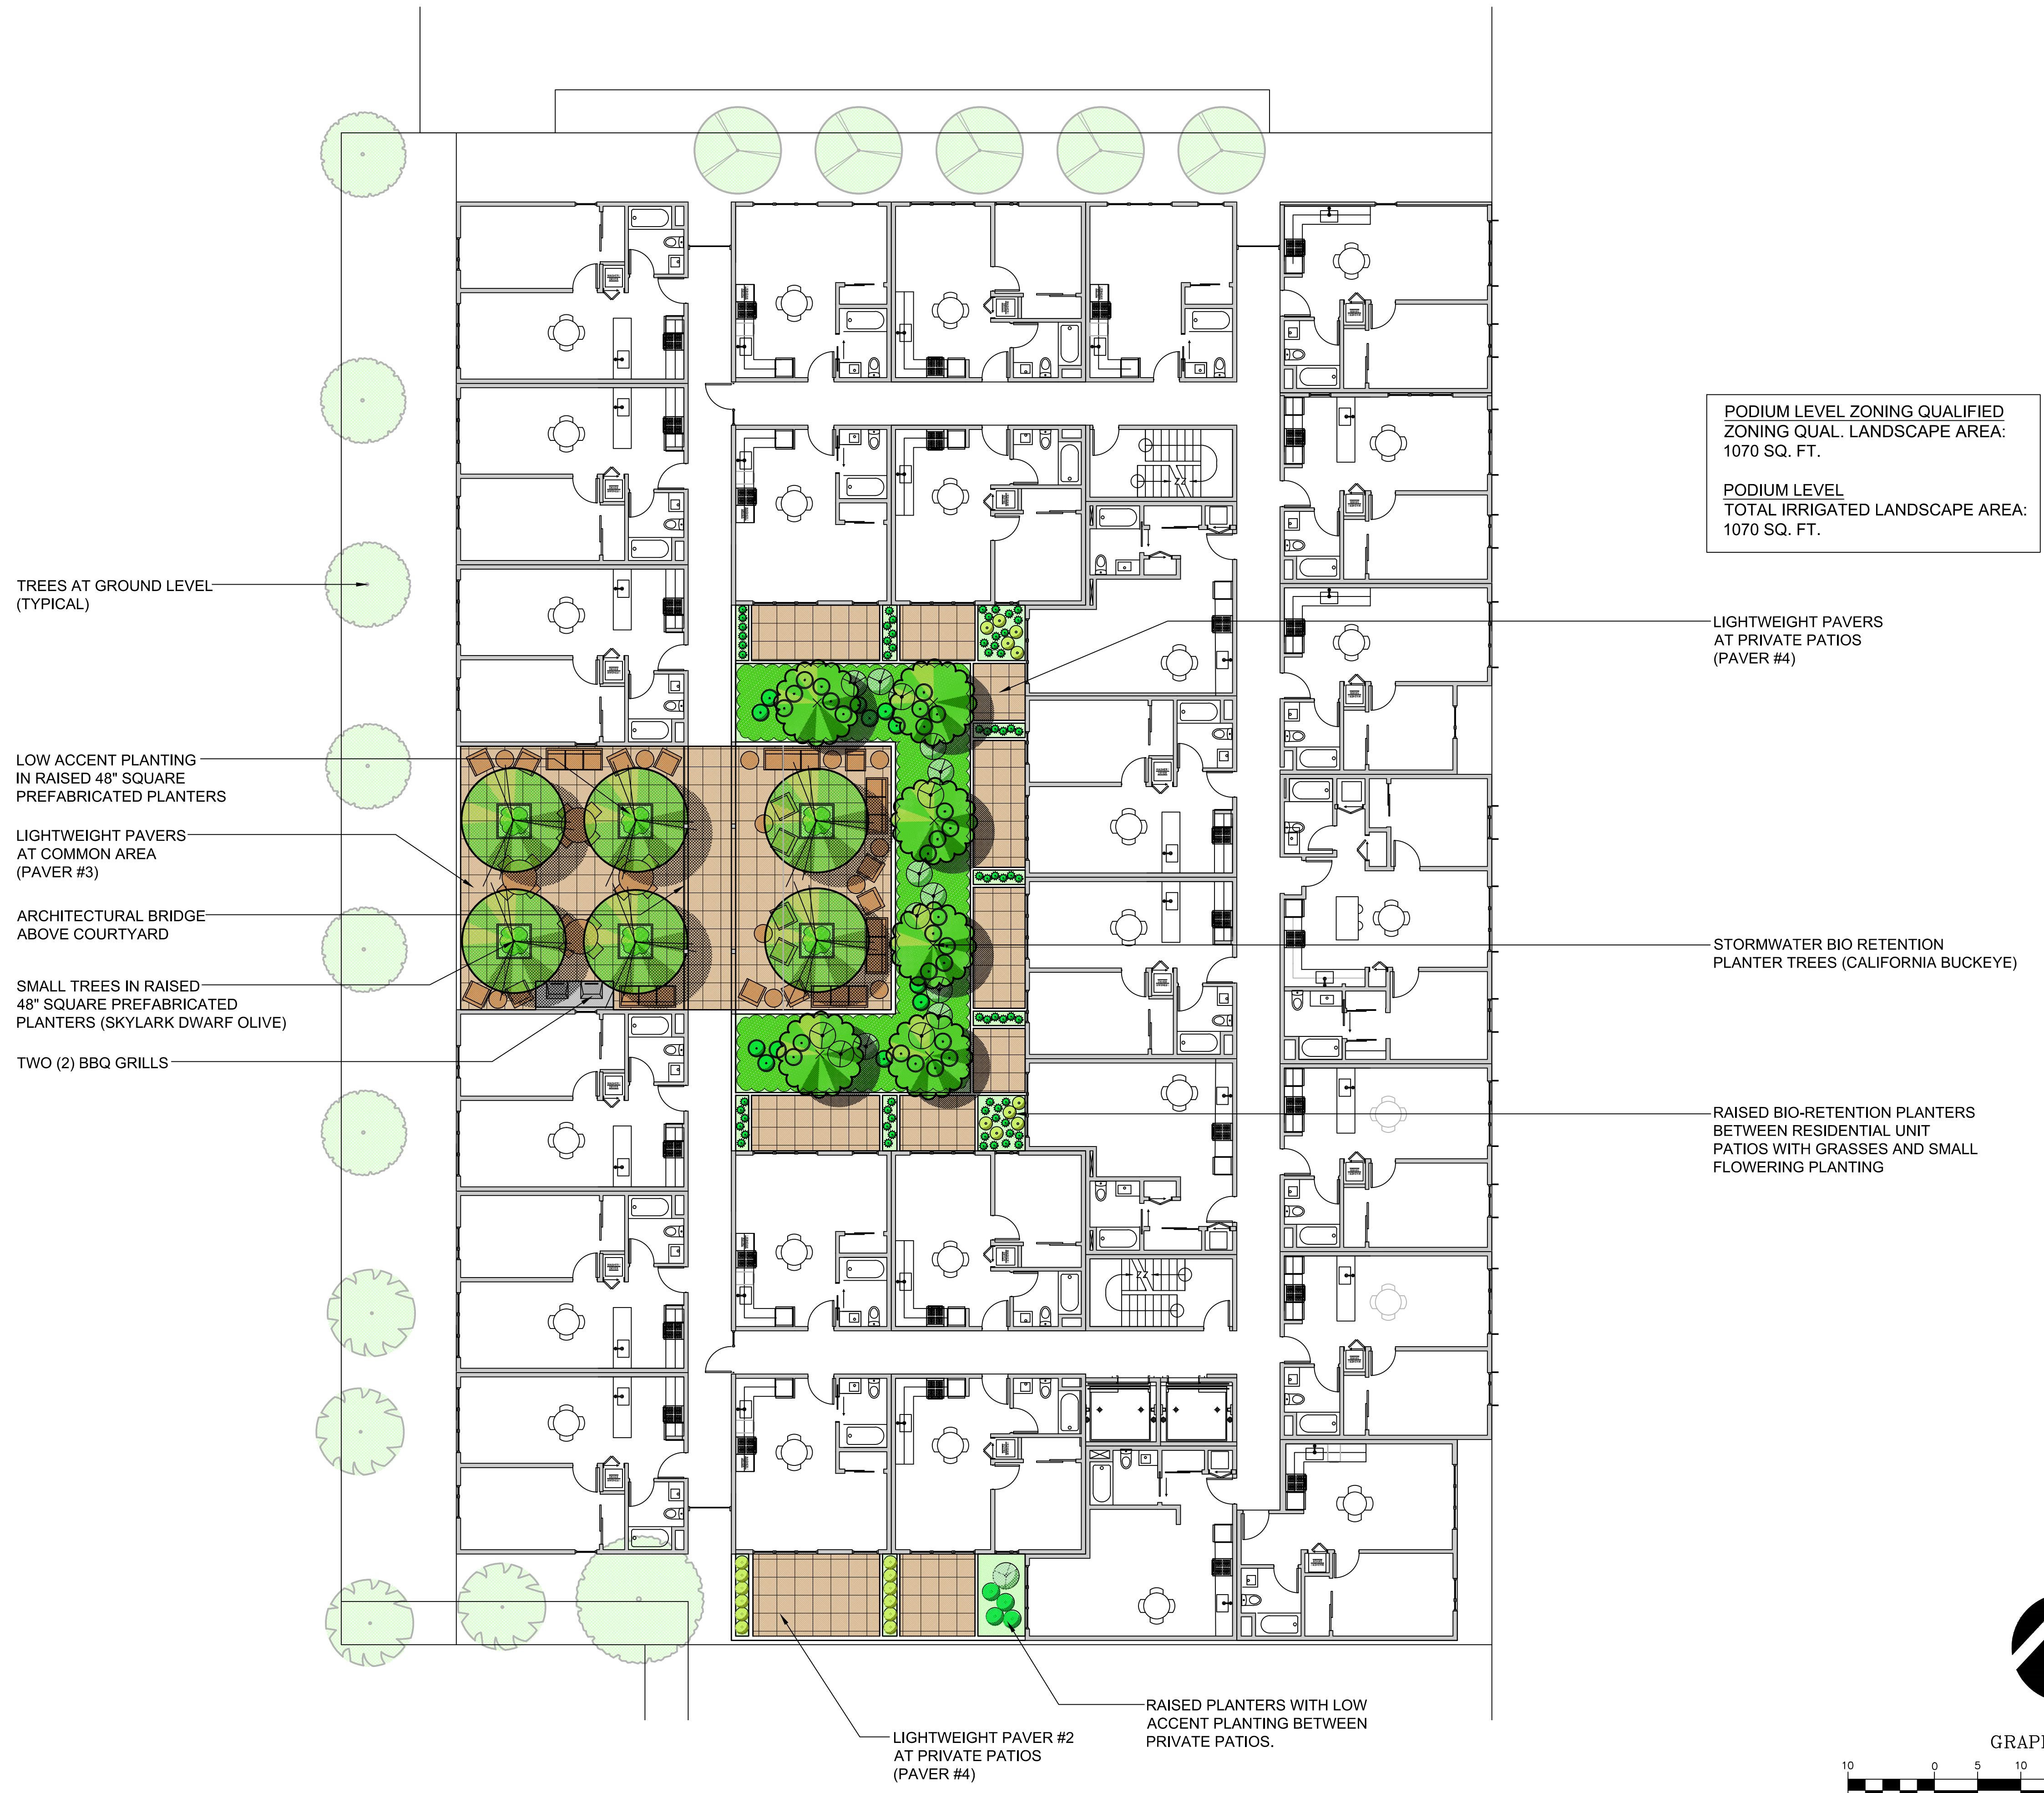 PODIUM LEVEL ZONING QUALIFIED
ZONING QUAL. LANDSCAPE AREA:
1070 SQ. FT.
PODIUM LEVEL
TOTAL IRRIGATED LANDSCAPE AREA:
1070 SQ. FT.
TREES AT GROUND LEVEL
(TYPICAL)
LOW ACCENT PLANTING
IN RAISED 48" SQUARE
PREFABRICATED PLANTERS
LIGHTWEIGHT PAVERS
AT COMMON AREA
(PAVER #3)
ARCHITECTURAL BRIDGE
ABOVE COURTYARD
SMALL TREES IN RAISED
48" SQUARE PREFABRICATED
PLANTERS (SKYLARK DWARF OLIVE)
TWO (2) BBQ GRILLS
LIGHTWEIGHT PAVERS
AT PRIVATE PATIOS
(PAVER #4)
STORMWATER BIO RETENTION
PLANTER TREES (CALIFORNIA BUCKEYE)
RAISED BIO-RETENTION PLANTERS
BETWEEN RESIDENTIAL UNIT
PATIOS WITH GRASSES AND SMALL
FLOWERING PLANTING
RAISED PLANTERS WITH LOW
ACCENT PLANTING BETWEEN
PRIVATE PATIOS.
LIGHTWEIGHT PAVER #2
AT PRIVATE PATIOS
(PAVER #4)
GRAPH
10 0 5 10